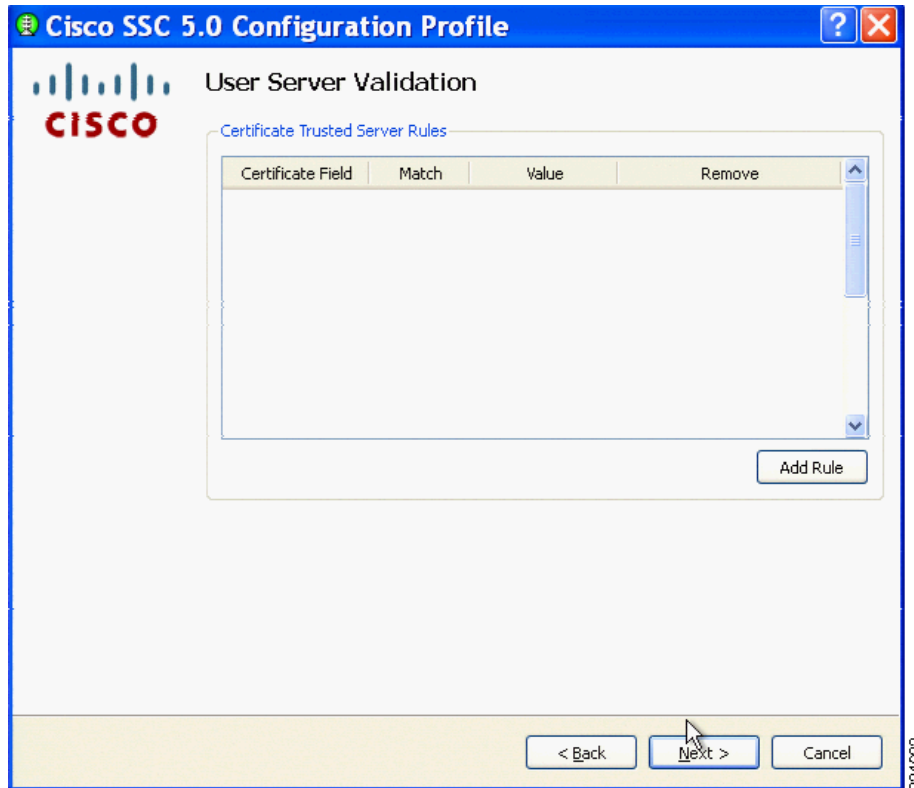 Cisco SSC 5.0 Configuration Profile
?
CISCO
User Server Validation
Certificate Trusted Server Rules
Certificate Field Match Value Remove
Add Rule
< Back Next > Cancel